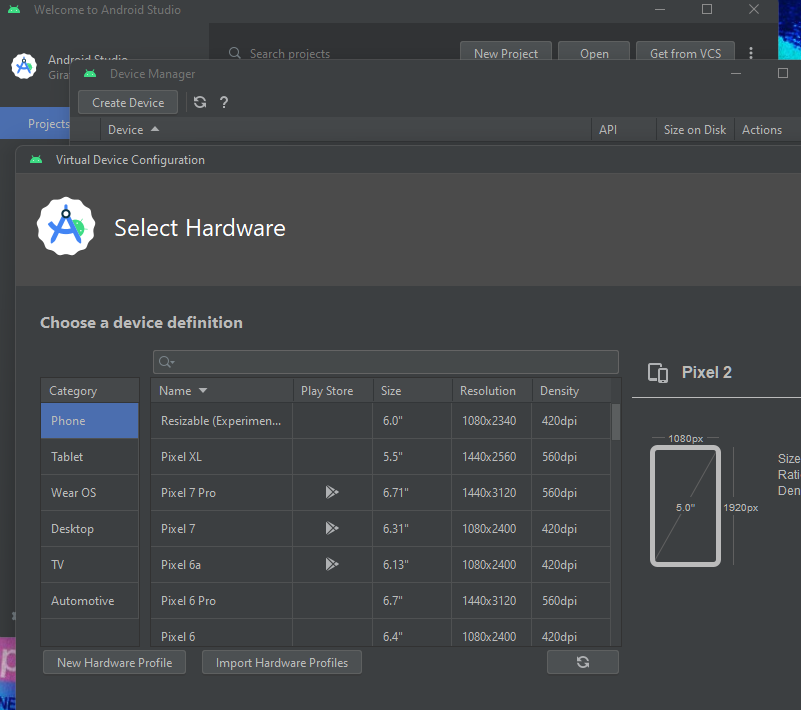 Welcome to Android Studio
Android Studio
Search projects
New Project
Open
Get from VCS
Device Manager
Create Device
?
Projects
Device
API
Size on Disk
Actions
Virtual Device Configuration
Select Hardware
Choose a device definition
Category
Phone
Tablet
Wear OS
Desktop
TV
Automotive
Name Play Store Size Resolution Density
Resizable (Experimen... 6.0" 1080x2340 420dpi
Pixel XL 5.5" 1440x2560 560dpi
Pixel 7 Pro 6.71" 1440x3120 560dpi
Pixel 7 6.31" 1080x2400 420dpi
Pixel 6a 6.13" 1080x2400 420dpi
Pixel 6 Pro 6.7" 1440x3120 560dpi
Pixel 6 6.4" 1080x2400 420dpi
New Hardware Profile
Import Hardware Profiles
Pixel 2
1080px
5.0"
1920px
Size
Rati
Den